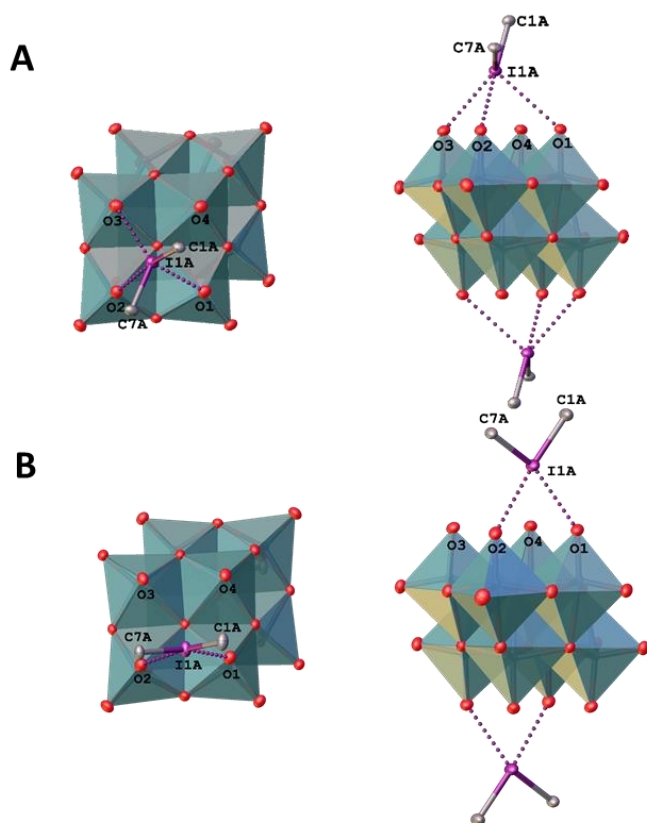 A
C1A
C7A
I1A
O3 O2 O4 O1
O3 O4
C1A
I1A
O2 O1
C7A
B
C1A
C7A
I1A
O3 O2 O4 O1
O3 O4
C7A C1A
I1A
O2 O1